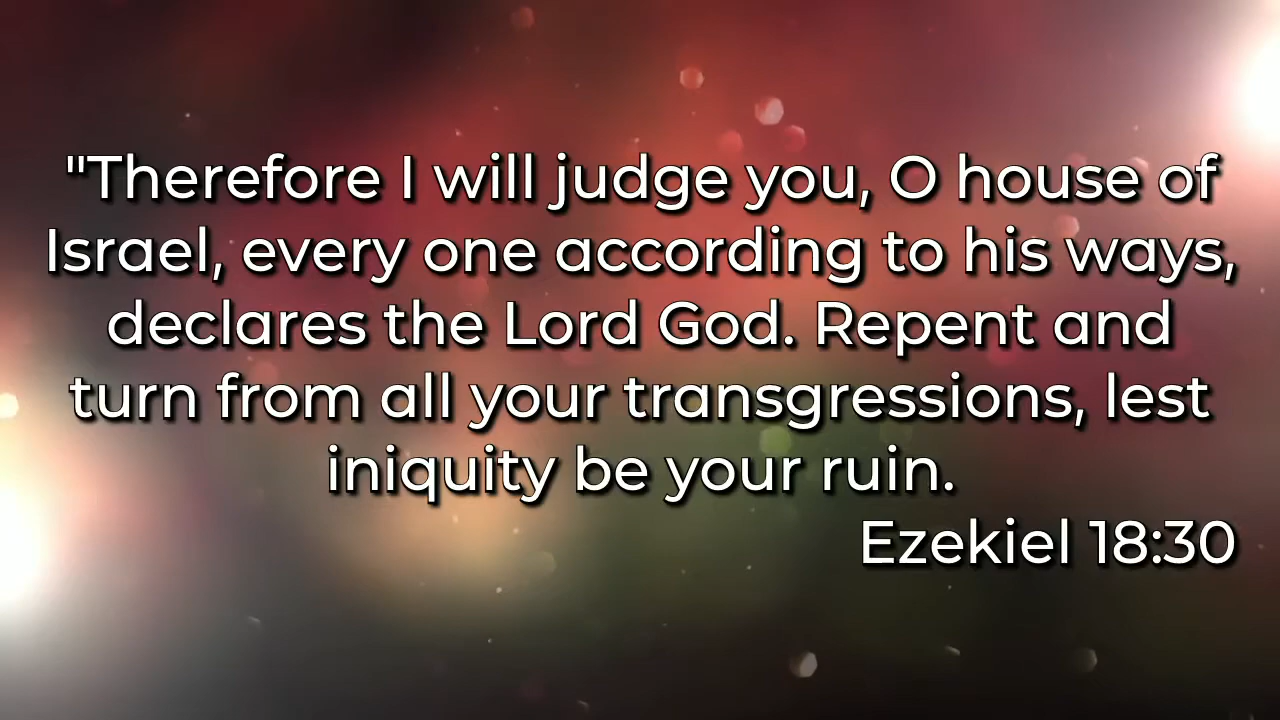 "Therefore I will judge you, O house of
Israel, every one according to his ways,
declares the Lord God. Repent and
turn from all your transgressions, lest
iniquity be your ruin.
Ezekiel 18:30